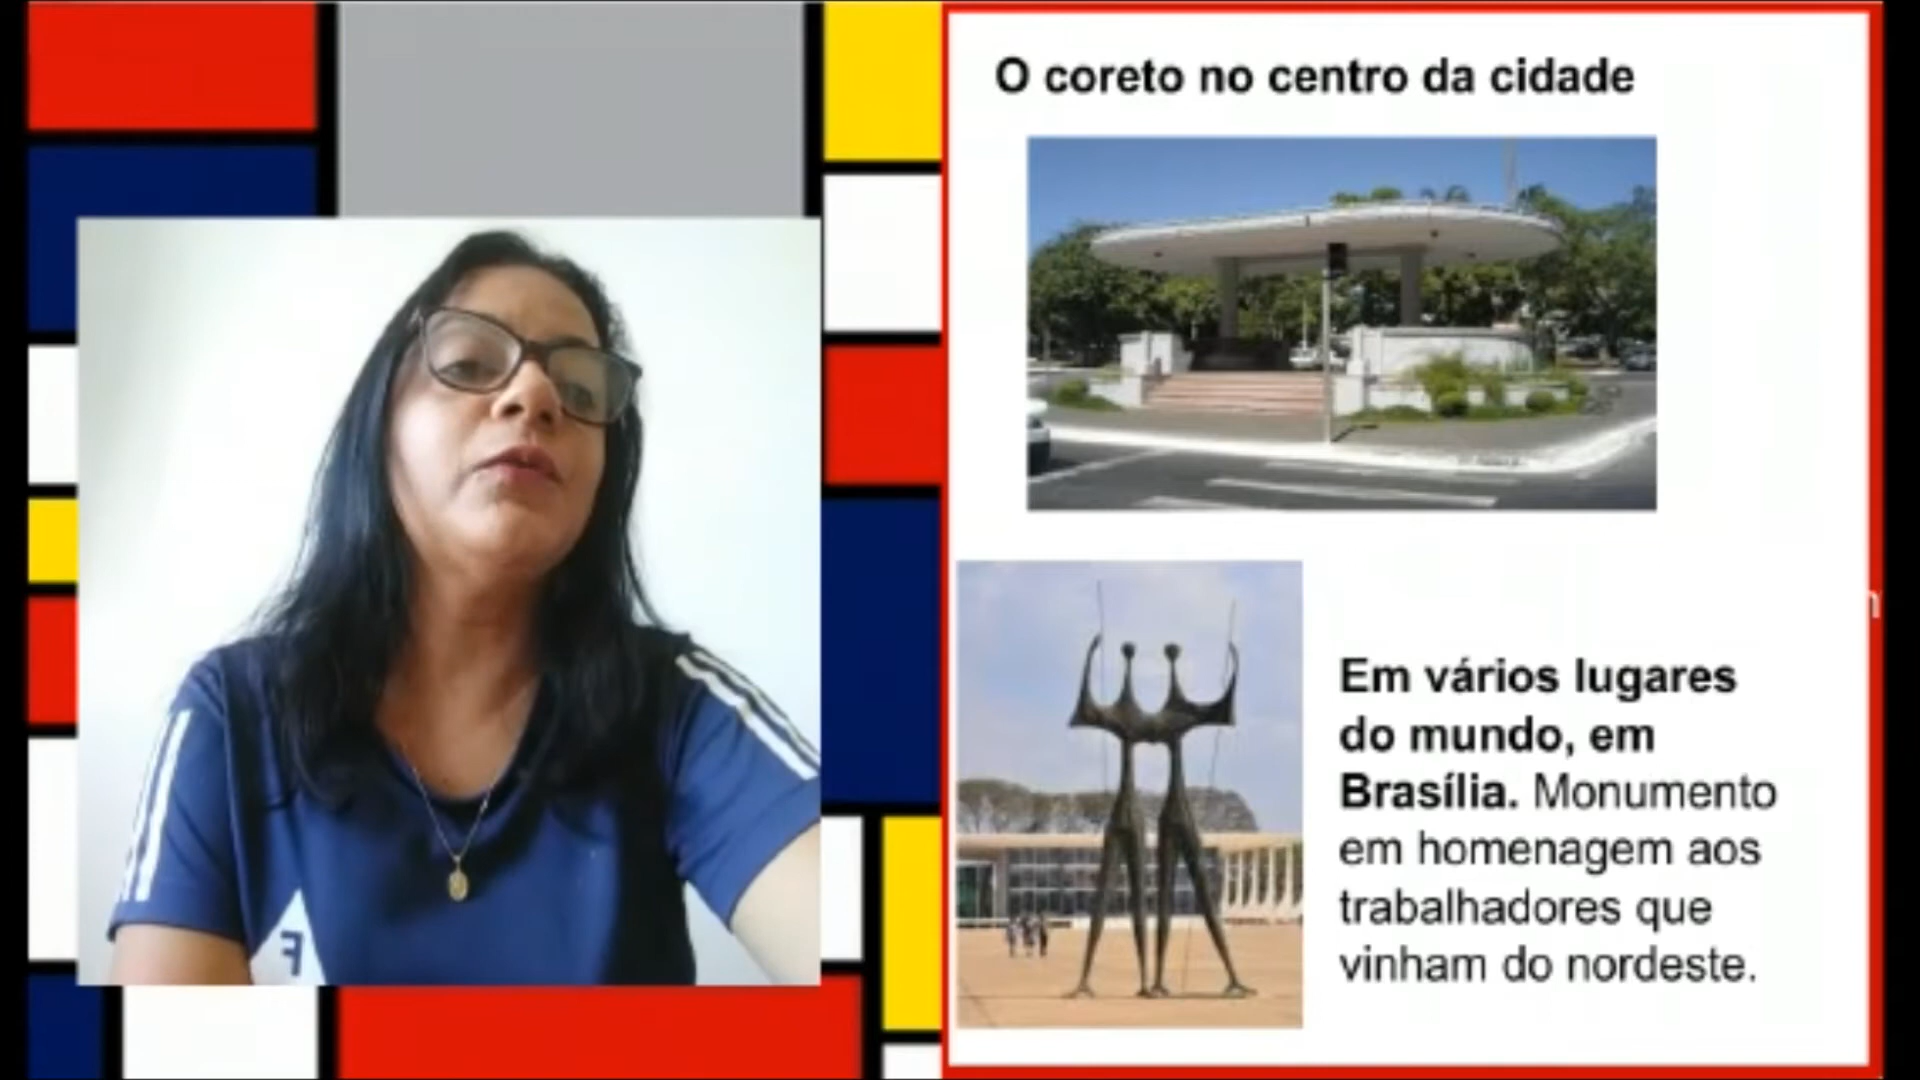 O coreto no centro da cidade
Em vários lugares
do mundo, em
Brasília. Monumento
em homenagem aos
trabalhadores que
vinham do nordeste.